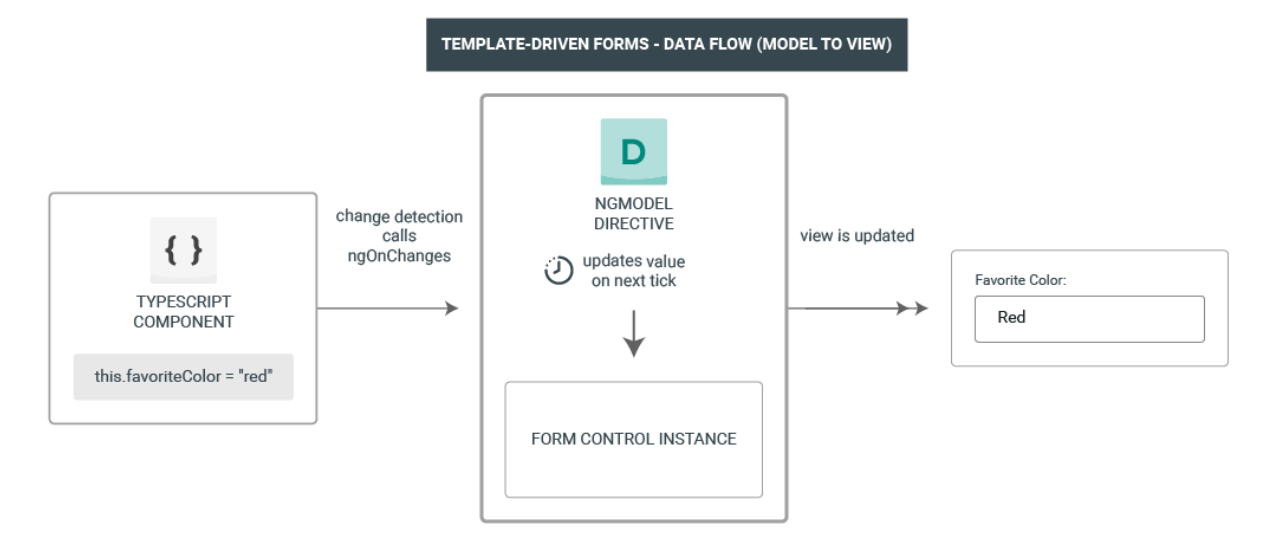 TEMPLATE-DRIVEN FORMS - DATA FLOW (MODEL TO VIEW)
{ }
TYPESCRIPT
COMPONENT
this.favoriteColor = "red"
change detection
calls
ngOnChanges
D
NGMODEL
DIRECTIVE
updates value
on next tick
FORM CONTROL INSTANCE
view is updated
Favorite Color:
Red